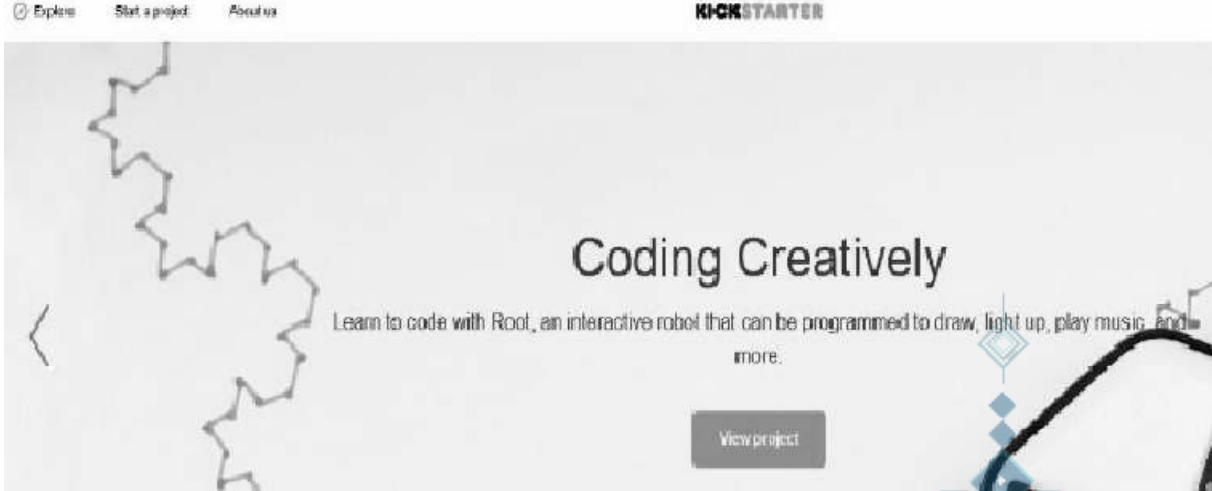 Explore Start a project About us KICKSTARTER
Coding Creatively
Learn to code with Root, an interactive robot that can be programmed to draw, light up, play music, and
more.
View project